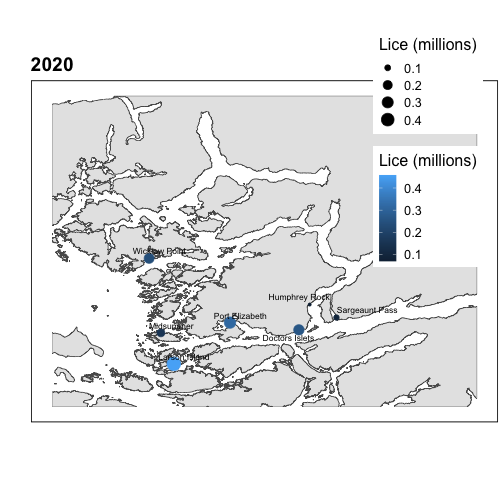 2020
Lice (millions)
0.1
0.2
0.3
0.4
Lice (millions)
0.4
0.3
0.2
0.1
Wicklow Point
Humphrey Rock
Sargeaunt Pass
Port Elizabeth
Midsummer
Doctors Islets
Larsen Island